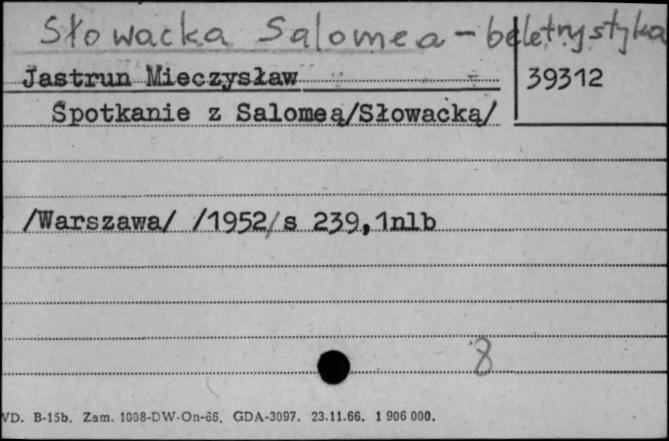 Słowacka Salomea - beletrystyka
Jastrun Mieczysław
39312
Spotkanie z Salomeą/Słowacką/
/Warszawa/ /1952/s 239,1nlb
8
VD. B-15b. Zam. 1008-DW-On-66. GDA-3097. 23.11.66. 1 906 000.